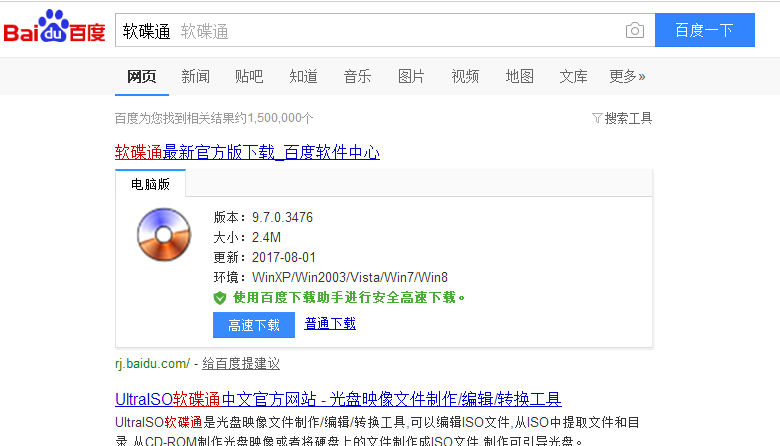 Bai du 百度 软碟通 软碟通 百度一下
网页 新闻 贴吧 知道 音乐 图片 视频 地图 文库 更多»
百度为您找到相关结果约1,500,000个 搜索工具
软碟通最新官方版下载_百度软件中心
电脑版
版本：9.7.0.3476
大小：2.4M
更新：2017-08-01
环境：WinXP/Win2003/Vista/Win7/Win8
使用百度下载助手进行安全高速下载。
高速下载 普通下载
rj.baidu.com/ - 给百度提建议
UltraISO软碟通中文官方网站 - 光盘映像文件制作/编辑/转换工具
UltraISO软碟通是光盘映像文件制作/编辑/转换工具,可以编辑ISO文件,从ISO中提取文件和目
录,从CD-ROM制作光盘映像或者将硬盘上的文件制作成ISO文件,制作可引导光盘。